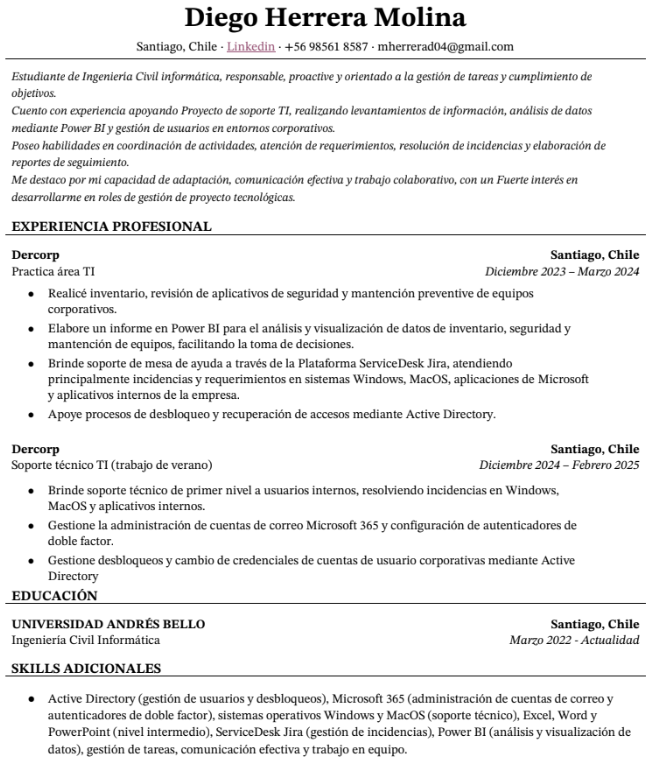 Diego Herrera Molina
Santiago, Chile · Linkedin · +56 98561 8587 · mherrerad04@gmail.com
Estudiante de Ingeniería Civil informática, responsable, proactive y orientado a la gestión de tareas y cumplimiento de
objetivos.
Cuento con experiencia apoyando Proyecto de soporte TI, realizando levantamientos de información, análisis de datos
mediante Power BI y gestión de usuarios en entornos corporativos.
Poseo habilidades en coordinación de actividades, atención de requerimientos, resolución de incidencias y elaboración de
reportes de seguimiento.
Me destaco por mi capacidad de adaptación, comunicación efectiva y trabajo colaborativo, con un Fuerte interés en
desarrollarme en roles de gestión de proyecto tecnológicas.
EXPERIENCIA PROFESIONAL
Dercorp Santiago, Chile
Practica área TI Diciembre 2023 – Marzo 2024
● Realicé inventario, revisión de aplicativos de seguridad y mantención preventive de equipos
corporativos.
● Elabore un informe en Power BI para el análisis y visualización de datos de inventario, seguridad y
mantención de equipos, facilitando la toma de decisiones.
● Brinde soporte de mesa de ayuda a través de la Plataforma ServiceDesk Jira, atendiendo
principalmente incidencias y requerimientos en sistemas Windows, MacOS, aplicaciones de Microsoft
y aplicativos internos de la empresa.
● Apoye procesos de desbloqueo y recuperación de accesos mediante Active Directory.
Dercorp Santiago, Chile
Soporte técnico TI (trabajo de verano) Diciembre 2024 – Febrero 2025
● Brinde soporte técnico de primer nivel a usuarios internos, resolviendo incidencias en Windows,
MacOS y aplicativos internos.
● Gestione la administración de cuentas de correo Microsoft 365 y configuración de autenticadores de
doble factor.
● Gestione desbloqueos y cambio de credenciales de cuentas de usuario corporativas mediante Active
Directory
EDUCACIÓN
UNIVERSIDAD ANDRÉS BELLO Santiago, Chile
Ingeniería Civil Informática Marzo 2022 - Actualidad
SKILLS ADICIONALES
● Active Directory (gestión de usuarios y desbloqueos), Microsoft 365 (administración de cuentas de correo y
autenticadores de doble factor), sistemas operativos Windows y MacOS (soporte técnico), Excel, Word y
PowerPoint (nivel intermedio), ServiceDesk Jira (gestión de incidencias), Power BI (análisis y visualización de
datos), gestión de tareas, comunicación efectiva y trabajo en equipo.